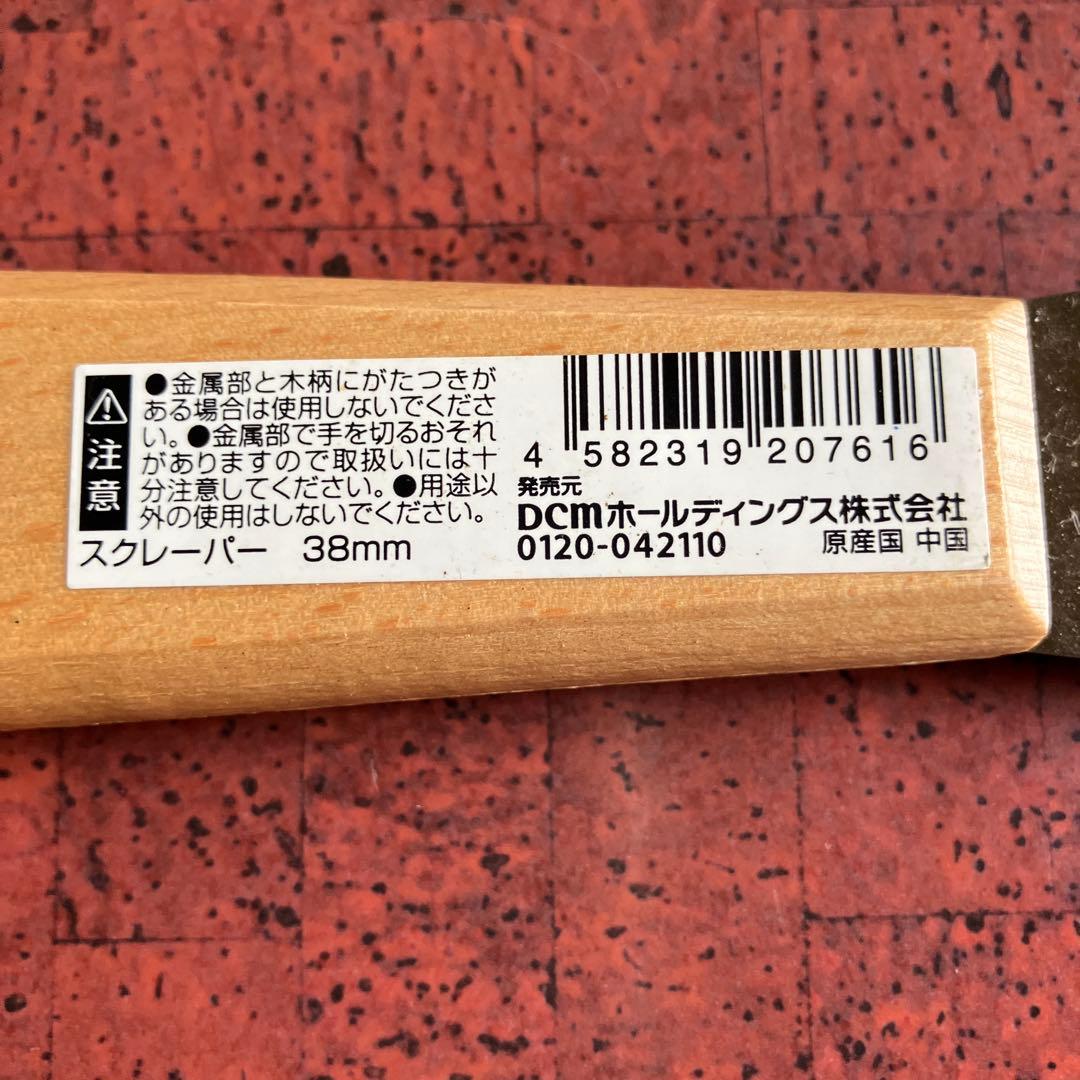 注意
●金属部と木柄にがたつきが
ある場合は使用しないでくださ
い。●金属部で手を切るおそれ
がありますので取扱いには十
分注意してください。●用途以
外の使用はしないでください。
スクレーパー 38mm
4 582319 207616
発売元
DCMホールディングス株式会社
0120-042110 原産国 中国